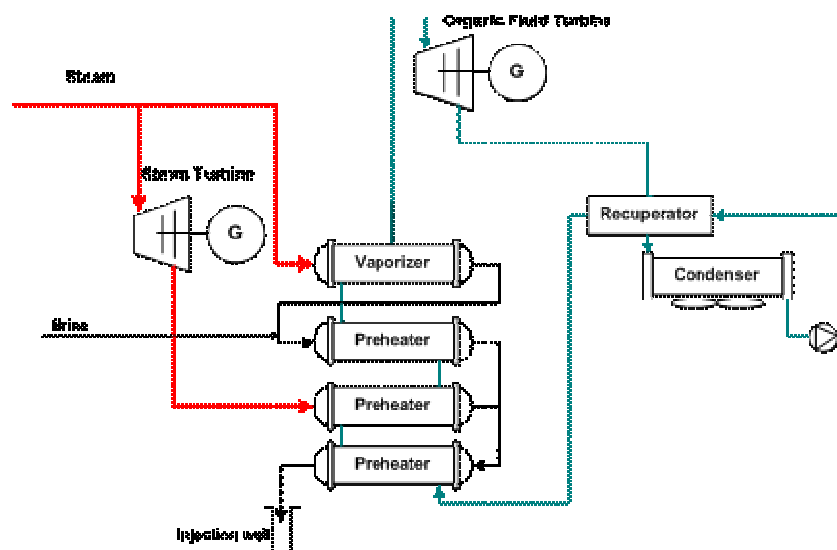 Organic Fluid Turbine
G
Steam
Steam Turbine
G
Recuperator
Vaporizer
Condenser
Brine
Preheater
Preheater
Preheater
Injection well